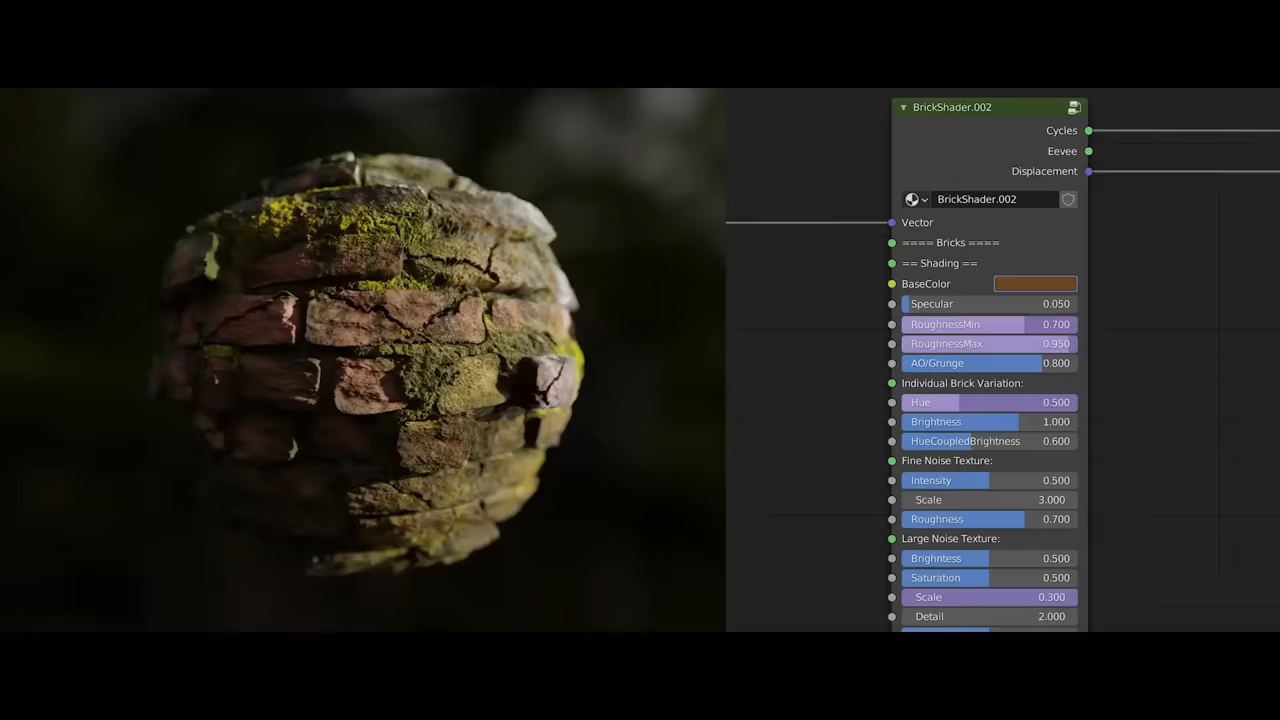 BrickShader.002
Cycles
Eevee
Displacement
BrickShader.002
Vector
==== Bricks ====
== Shading ==
BaseColor
Specular 0.050
RoughnessMin 0.700
RoughnessMax 0.950
AO/Grunge 0.800
Individual Brick Variation:
Hue 0.500
Brightness 1.000
HueCoupledBrightness 0.600
Fine Noise Texture:
Intensity 0.500
Scale 3.000
Roughness 0.700
Large Noise Texture:
Brighntess 0.500
Saturation 0.500
Scale 0.300
Detail 2.000